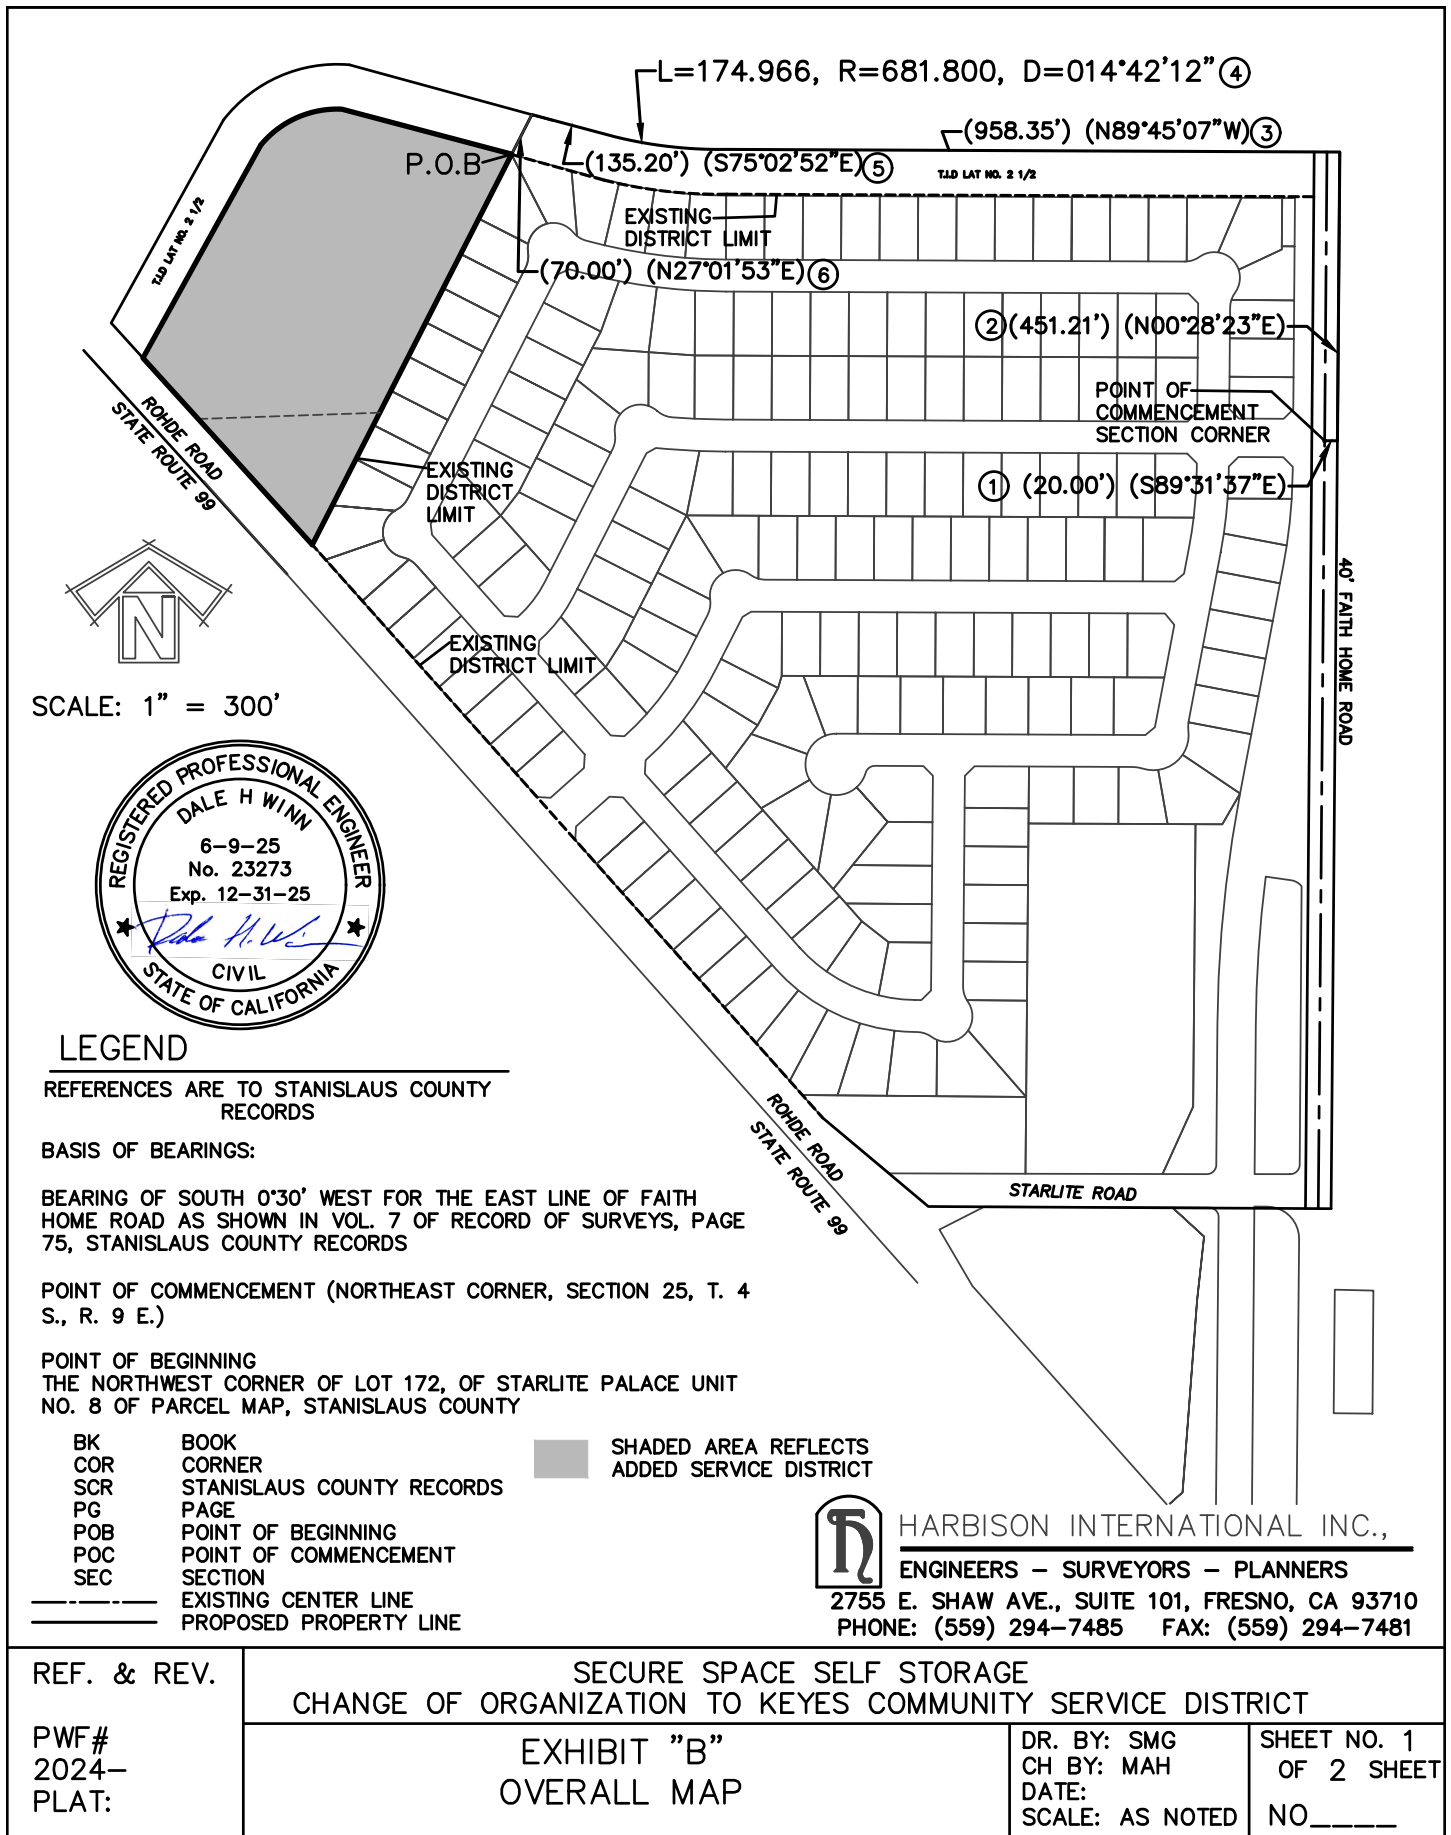 L=174.966, R=681.800, D=014°42'12" 4
(958.35') (N89°45'07"W) 3
P.O.B
(135.20') (S75°02'52"E) 5
T.I.D LAT NO. 2 1/2
T.I.D LAT NO. 2 1/2
EXISTING
DISTRICT LIMIT
(70.00') (N27°01'53"E) 6
2 (451.21') (N00°28'23"E)
POINT OF
COMMENCEMENT
SECTION CORNER
ROHDE ROAD
STATE ROUTE 99
EXISTING
DISTRICT
LIMIT
1 (20.00') (S89°31'37"E)
40' FAITH HOME ROAD
N
EXISTING
DISTRICT LIMIT
SCALE: 1" = 300'
REGISTERED PROFESSIONAL ENGINEER
DALE H WINN
6-9-25
No. 23273
Exp. 12-31-25
CIVIL
STATE OF CALIFORNIA
LEGEND
REFERENCES ARE TO STANISLAUS COUNTY
RECORDS
ROHDE ROAD
STATE ROUTE 99
STARLITE ROAD
BASIS OF BEARINGS:
BEARING OF SOUTH 0°30' WEST FOR THE EAST LINE OF FAITH
HOME ROAD AS SHOWN IN VOL. 7 OF RECORD OF SURVEYS, PAGE
75, STANISLAUS COUNTY RECORDS
POINT OF COMMENCEMENT (NORTHEAST CORNER, SECTION 25, T. 4
S., R. 9 E.)
POINT OF BEGINNING
THE NORTHWEST CORNER OF LOT 172, OF STARLITE PALACE UNIT
NO. 8 OF PARCEL MAP, STANISLAUS COUNTY
BK BOOK
COR CORNER
SCR STANISLAUS COUNTY RECORDS
PG PAGE
POB POINT OF BEGINNING
POC POINT OF COMMENCEMENT
SEC SECTION
EXISTING CENTER LINE
PROPOSED PROPERTY LINE
SHADED AREA REFLECTS
ADDED SERVICE DISTRICT
HARBISON INTERNATIONAL INC.,
ENGINEERS - SURVEYORS - PLANNERS
2755 E. SHAW AVE., SUITE 101, FRESNO, CA 93710
PHONE: (559) 294-7485 FAX: (559) 294-7481
REF. & REV.
PWF#
2024-
PLAT:
SECURE SPACE SELF STORAGE
CHANGE OF ORGANIZATION TO KEYES COMMUNITY SERVICE DISTRICT
EXHIBIT "B"
OVERALL MAP
DR. BY: SMG
CH BY: MAH
DATE:
SCALE: AS NOTED
SHEET NO. 1
OF 2 SHEET
NO____